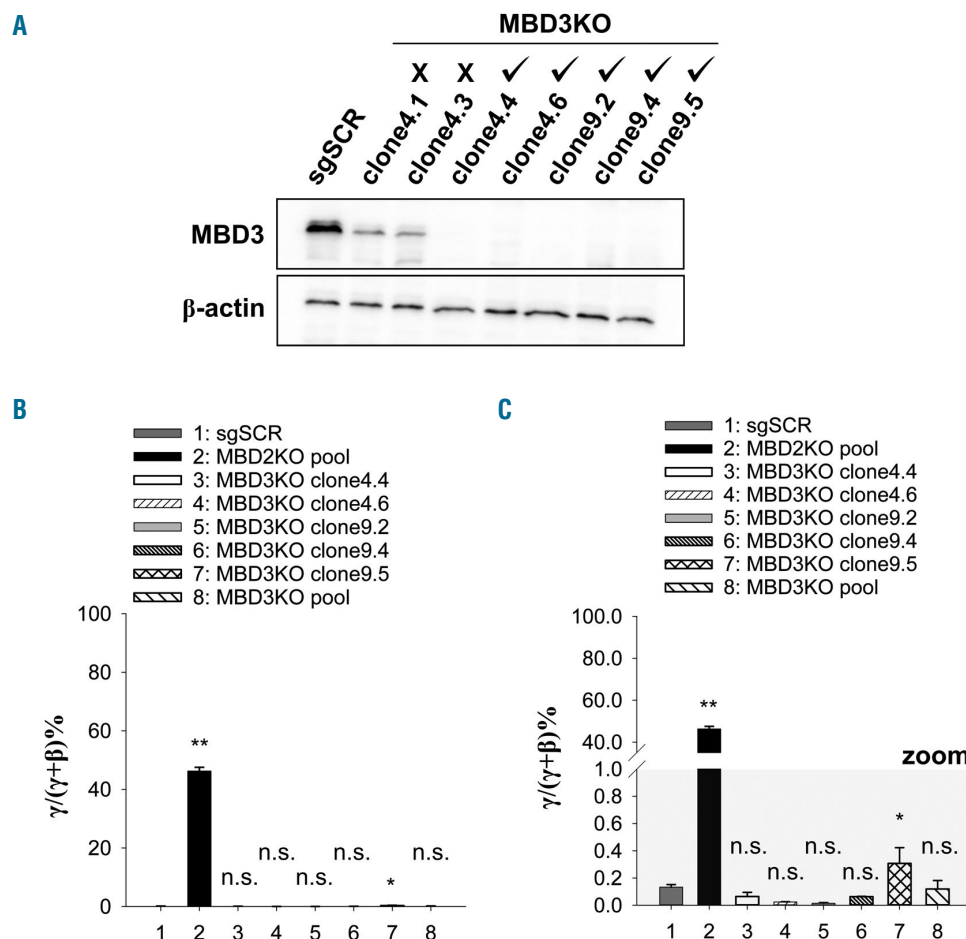 A
MBD3KO
X X ✓ ✓ ✓ ✓ ✓
sgSCR clone4.1 clone4.3 clone4.4 clone4.6 clone9.2 clone9.4 clone9.5
MBD3
β-actin
B
1: sgSCR
2: MBD2KO pool
3: MBD3KO clone4.4
4: MBD3KO clone4.6
5: MBD3KO clone9.2
6: MBD3KO clone9.4
7: MBD3KO clone9.5
8: MBD3KO pool
γ/(γ+β)%
100
80
60
40
20
0
**
n.s. n.s. n.s.
n.s. n.s. *
1 2 3 4 5 6 7 8
C
1: sgSCR
2: MBD2KO pool
3: MBD3KO clone4.4
4: MBD3KO clone4.6
5: MBD3KO clone9.2
6: MBD3KO clone9.4
7: MBD3KO clone9.5
8: MBD3KO pool
γ/(γ+β)%
100.0
80.0
60.0
40.0
1.0
0.8
0.6
0.4
0.2
0.0
**
zoom
*
n.s. n.s. n.s.
n.s. n.s.
1 2 3 4 5 6 7 8